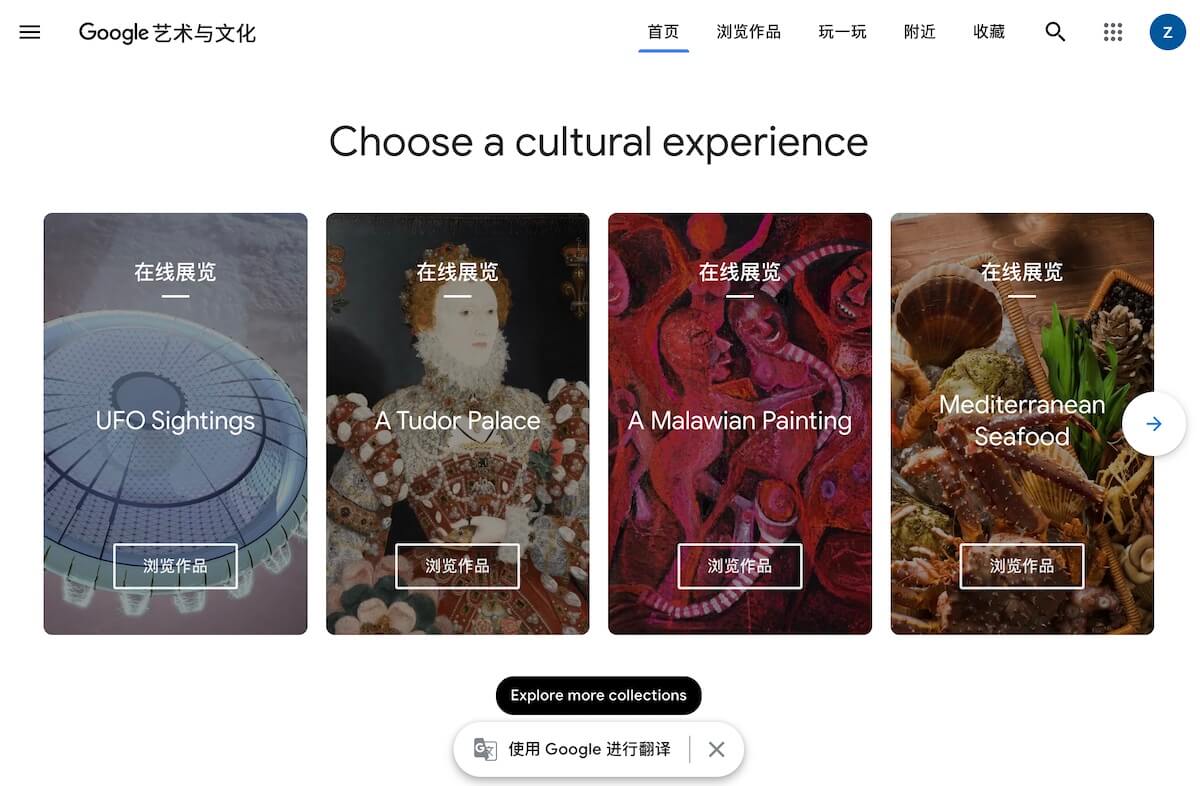 Google 艺术与文化
首页
浏览作品
玩一玩
附近
收藏
Z
Choose a cultural experience
在线展览
UFO Sightings
浏览作品
在线展览
A Tudor Palace
浏览作品
在线展览
A Malawian Painting
浏览作品
在线展览
Mediterranean
Seafood
浏览作品
Explore more collections
G
使用 Google 进行翻译